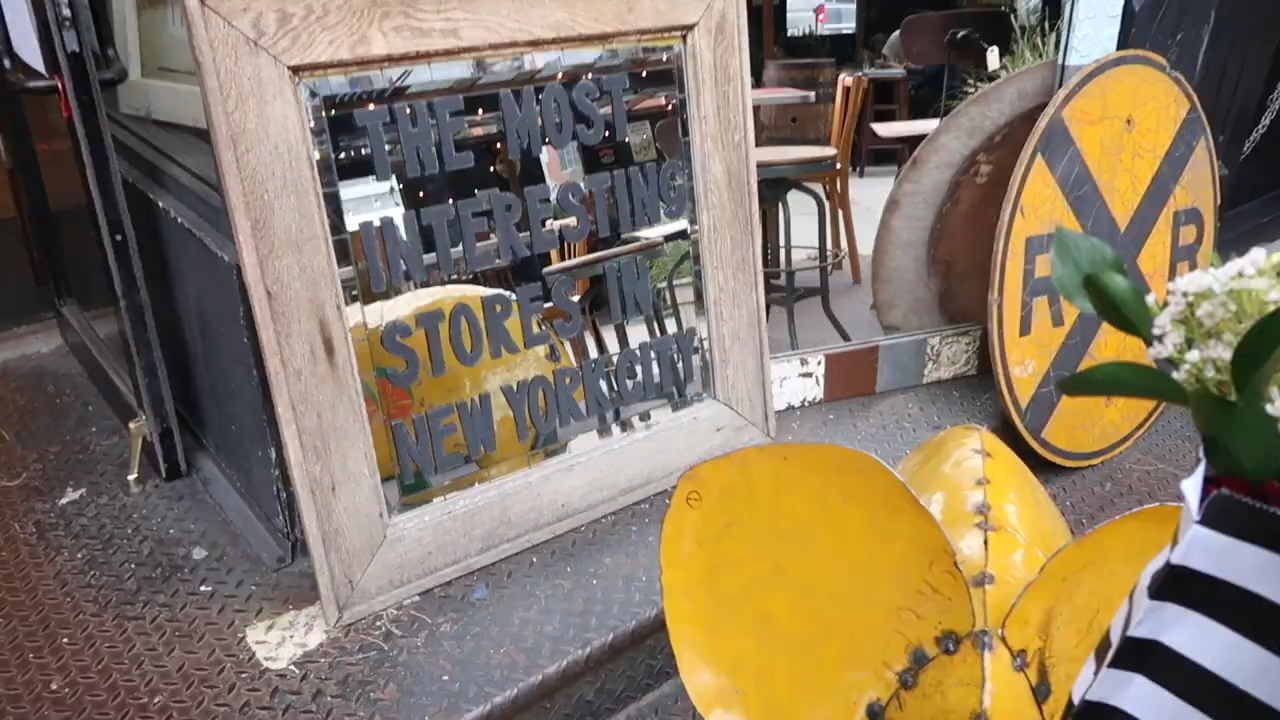 THE MOST
INTERESTING
STORES IN
NEW YORK CITY
R R